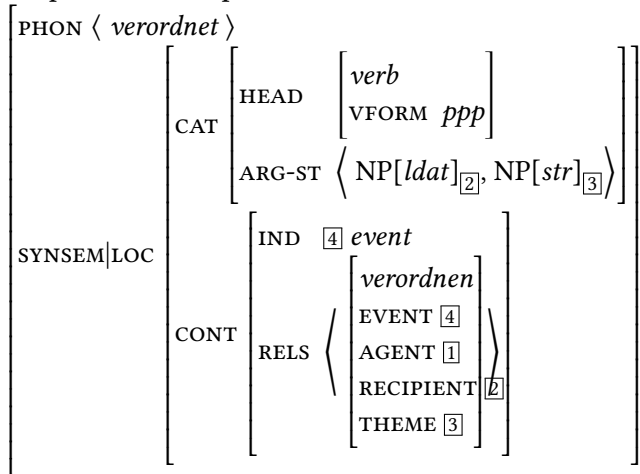 PHON ⟨ verordnet ⟩
SYNSEM|LOC
CAT
HEAD
verb
VFORM ppp
ARG-ST ⟨ NP[ldat]2, NP[str]3 ⟩
CONT
IND 4 event
RELS ⟨
verordnen
EVENT 4
AGENT 1
RECIPIENT 2
THEME 3
⟩